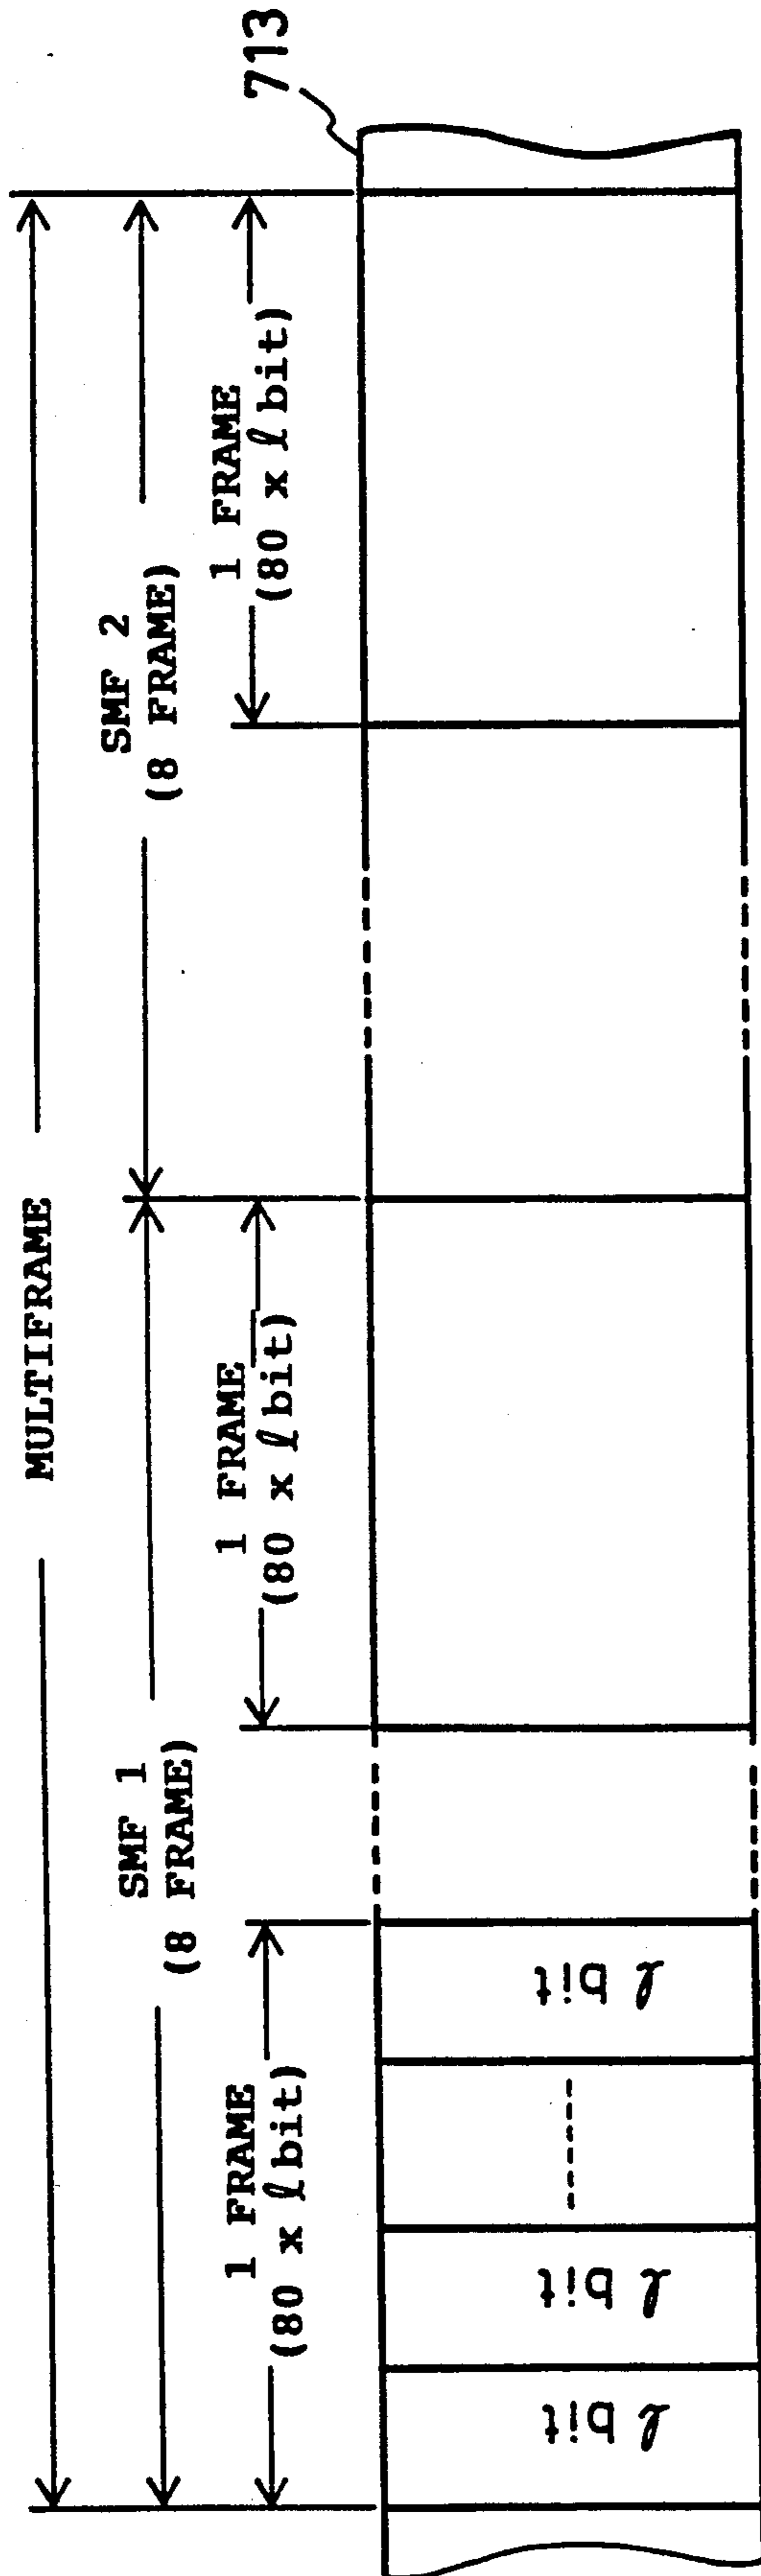 MULTIFRAME
SMF 1
(8 FRAME)
SMF 2
(8 FRAME)
1 FRAME
(80 x ℓ bit)
1 FRAME
(80 x ℓ bit)
1 FRAME
(80 x ℓ bit)
713
ℓ bit
ℓ bit
ℓ bit